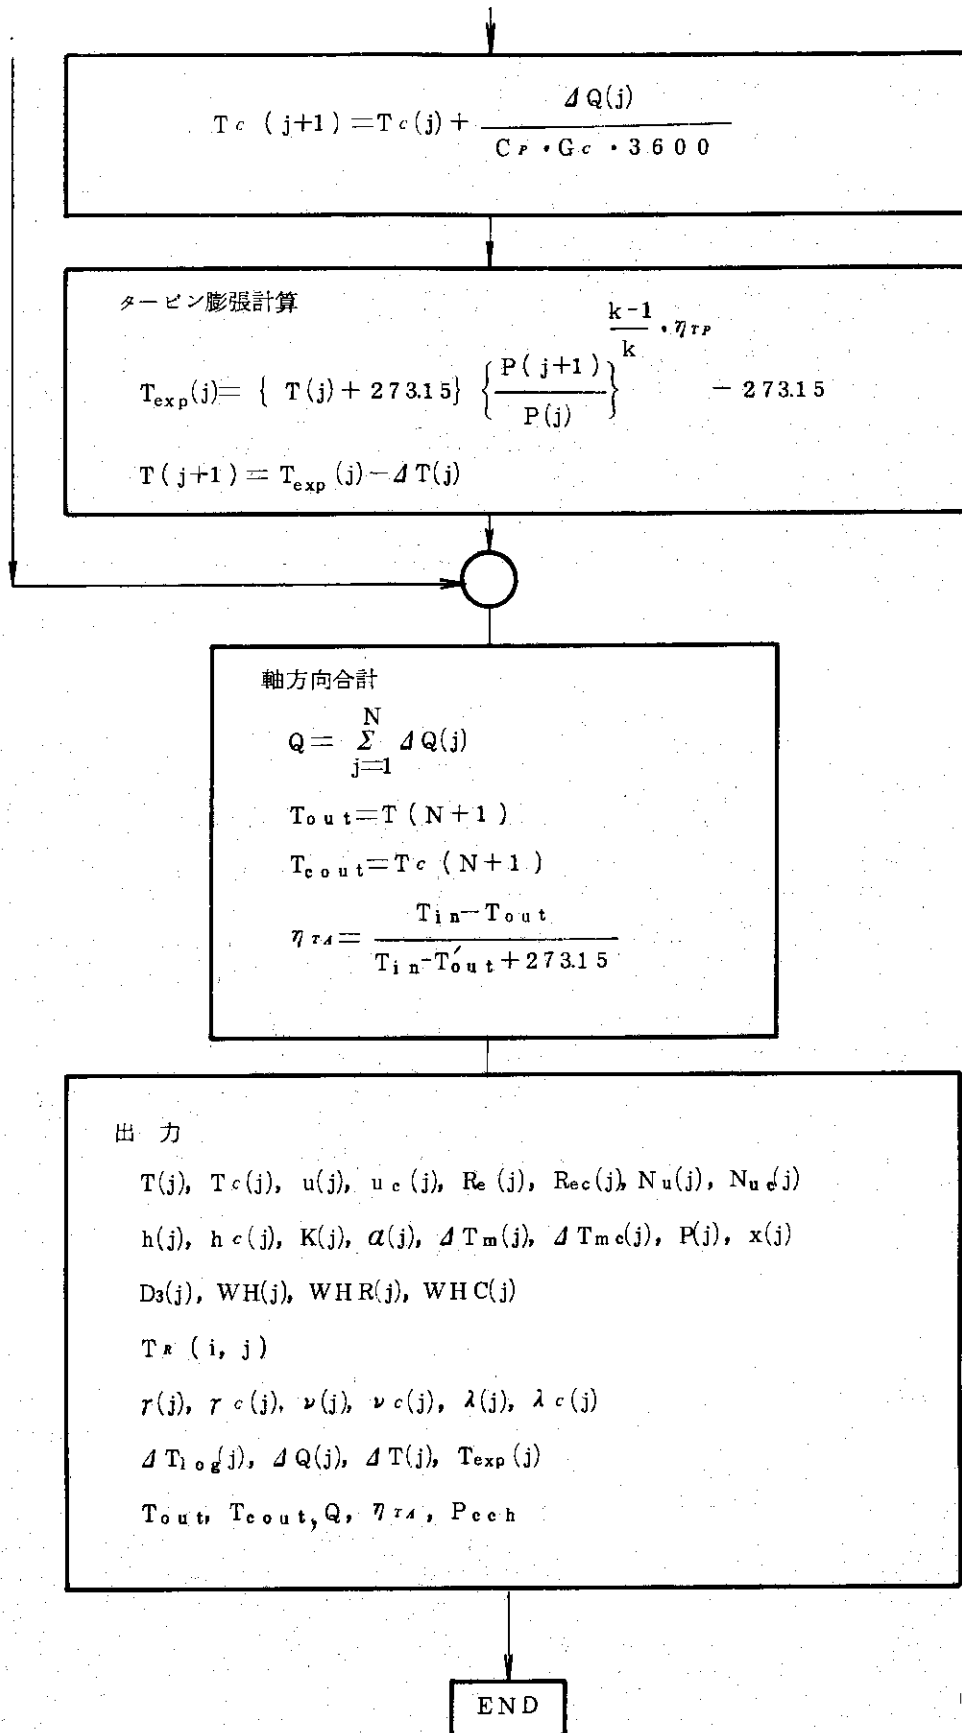 Tc (j+1) = Tc(j) + ΔQ(j) / (CP・Gc・3600)
タービン膨張計算
Texp(j) = { T(j) + 273.15} {P(j+1) / P(j)}^((k-1)/k・ηTP) − 273.15
T(j+1) = Texp(j) − ΔT(j)
軸方向合計
Q = Σ_{j=1}^{N} ΔQ(j)
Tout = T (N+1)
Tcout = Tc (N+1)
ηTA = (Tin−Tout) / (Tin−T′out+273.15)
出 力
T(j), Tc(j), u(j), uc(j), Re(j), Rec(j), Nu(j), Nuc(j)
h(j), hc(j), K(j), α(j), ΔTm(j), ΔTmc(j), P(j), x(j)
D3(j), WH(j), WHR(j), WHC(j)
TR (i, j)
γ(j), γc(j), ν(j), νc(j), λ(j), λc(j)
ΔTlog(j), ΔQ(j), ΔT(j), Texp(j)
Tout, Tcout, Q, ηTA, Pcch
END